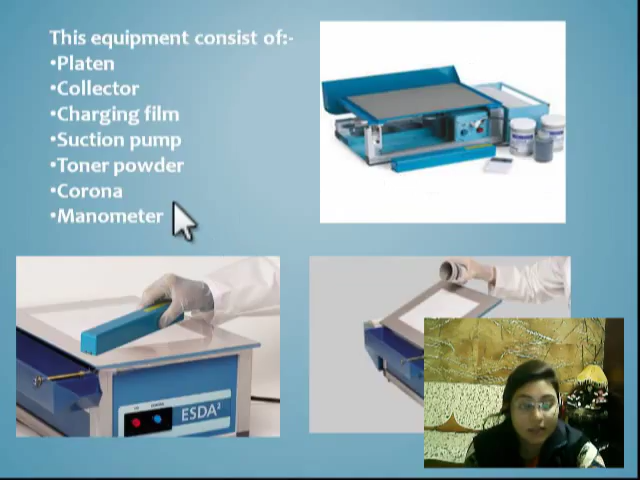 This equipment consist of:-
•Platen
•Collector
•Charging film
•Suction pump
•Toner powder
•Corona
•Manometer
ESDA²